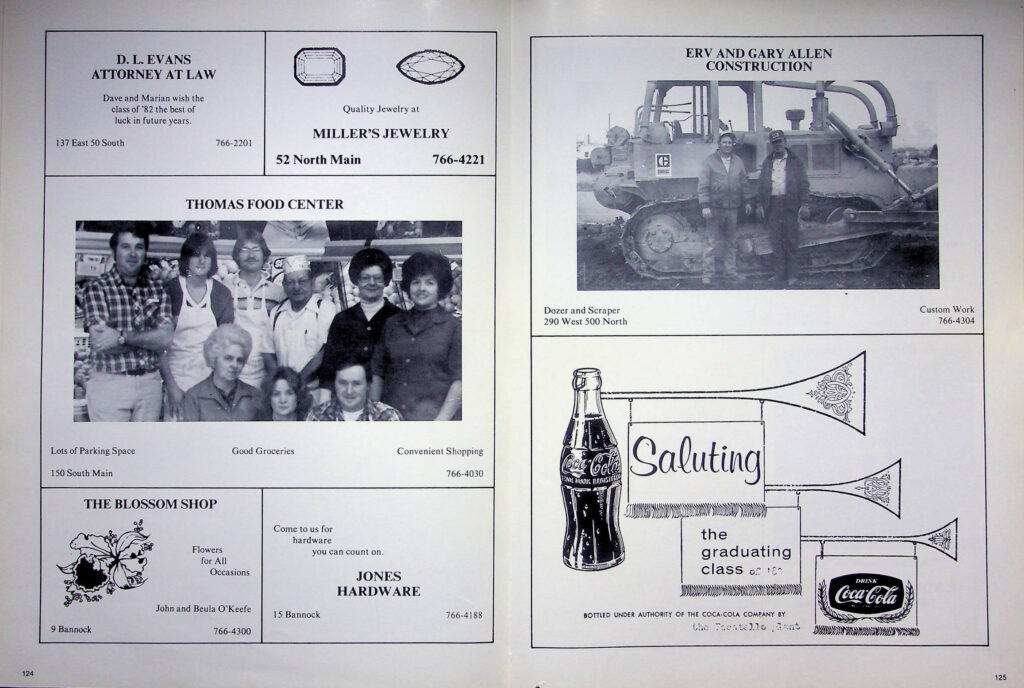 D. L. EVANS
ATTORNEY AT LAW
Dave and Marian wish the
class of '82 the best of
luck in future years.
137 East 50 South 766-2201
Quality Jewelry at
MILLER'S JEWELRY
52 North Main 766-4221
THOMAS FOOD CENTER
Lots of Parking Space Good Groceries Convenient Shopping
150 South Main 766-4030
THE BLOSSOM SHOP
Flowers
for All
Occasions
John and Beula O'Keefe
9 Bannock 766-4300
Come to us for
hardware
you can count on.
JONES
HARDWARE
15 Bannock 766-4188
124
ERV AND GARY ALLEN
CONSTRUCTION
Dozer and Scraper Custom Work
290 West 500 North 766-4304
Coca-Cola
Saluting
the
graduating
class of '82
DRINK
Coca-Cola
BOTTLED UNDER AUTHORITY OF THE COCA-COLA COMPANY BY
the
125